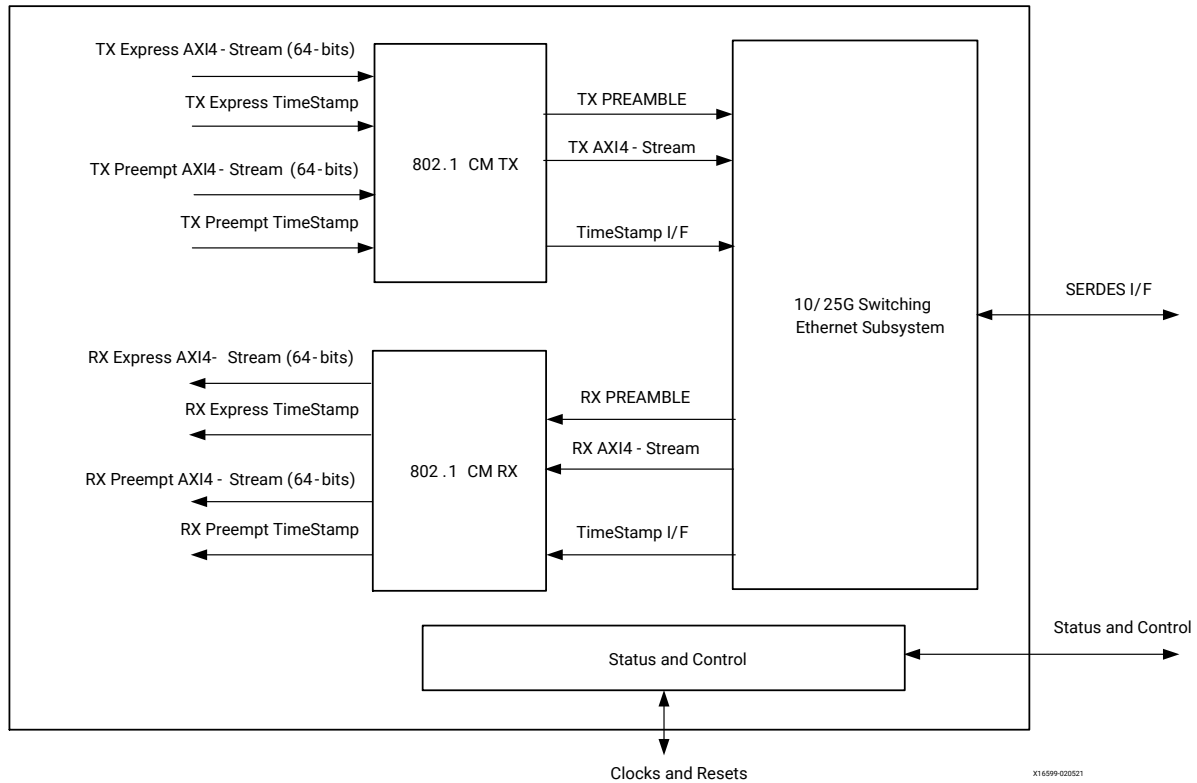 TX Express AXI4 - Stream (64-bits)
TX Express TimeStamp
TX Preempt AXI4 - Stream (64-bits)
TX Preempt TimeStamp
802.1 CM TX
TX PREAMBLE
TX AXI4 - Stream
TimeStamp I/F
10/25G Switching
Ethernet Subsystem
SERDES I/F
RX Express AXI4- Stream (64-bits)
RX Express TimeStamp
RX Preempt AXI4 - Stream (64-bits)
RX Preempt TimeStamp
802.1 CM RX
RX PREAMBLE
RX AXI4 - Stream
TimeStamp I/F
Status and Control
Status and Control
Clocks and Resets
X16599-020521